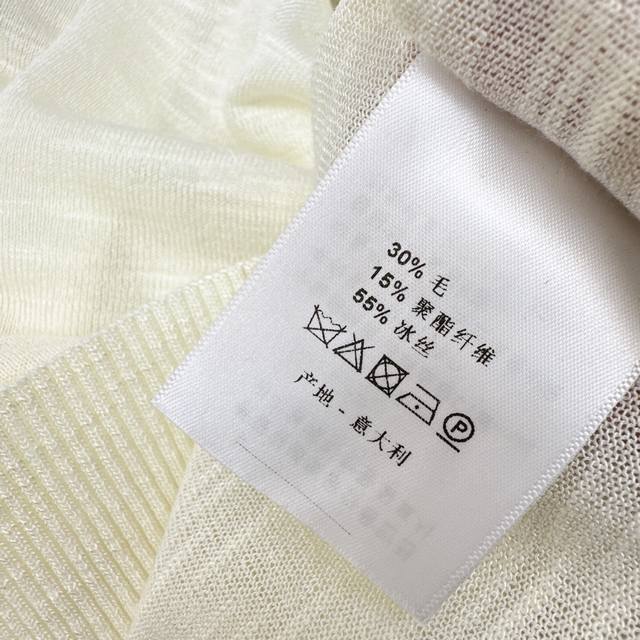 30% 毛
15% 聚酯纤维
55% 冰丝
P
产地 - 意大利